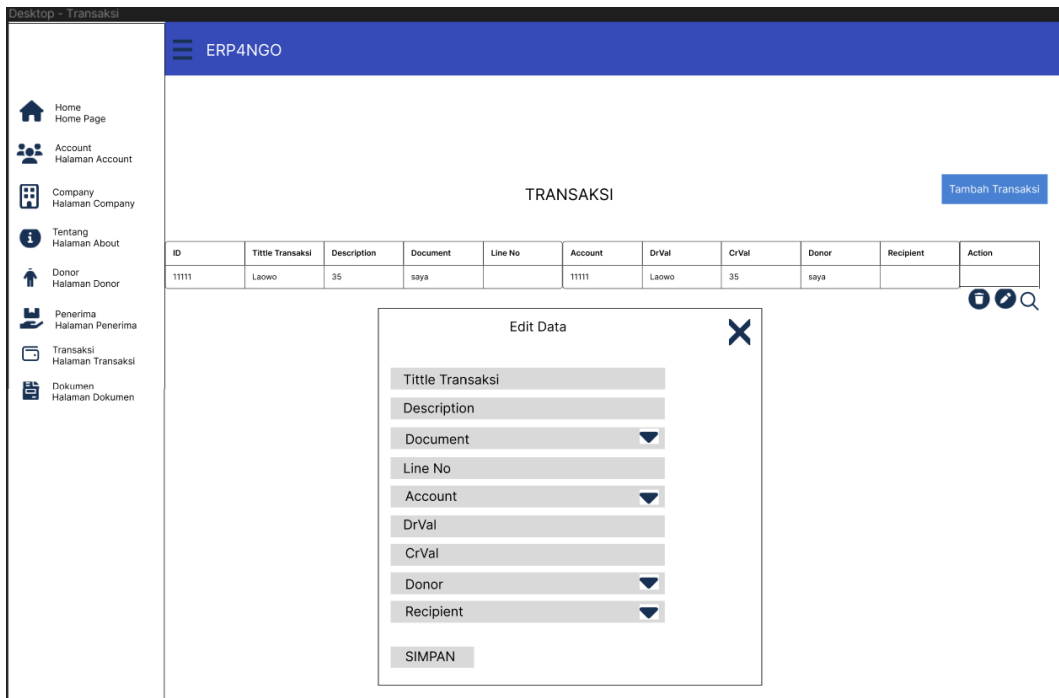 Desktop - Transaksi
ERP4NGO
Home
Home Page
Account
Halaman Account
Company
Halaman Company
Tentang
Halaman About
Donor
Halaman Donor
Penerima
Halaman Penerima
Transaksi
Halaman Transaksi
Dokumen
Halaman Dokumen
TRANSAKSI
Tambah Transaksi
ID Tittle Transaksi Description Document Line No Account DrVal CrVal Donor Recipient Action
11111 Laowo 35 saya 11111 Laowo 35 saya
Edit Data
Tittle Transaksi
Description
Document
Line No
Account
DrVal
CrVal
Donor
Recipient
SIMPAN